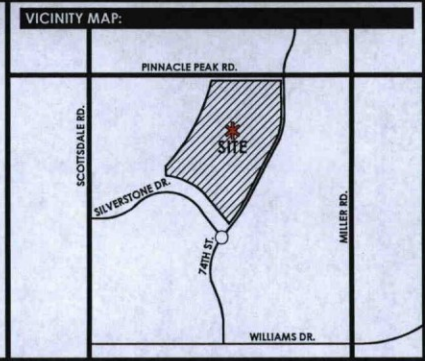 VICINITY MAP:
PINNACLE PEAK RD.
SCOTTSDALE RD.
SITE
SILVERSTONE DR.
MILLER RD.
74TH ST.
WILLIAMS DR.